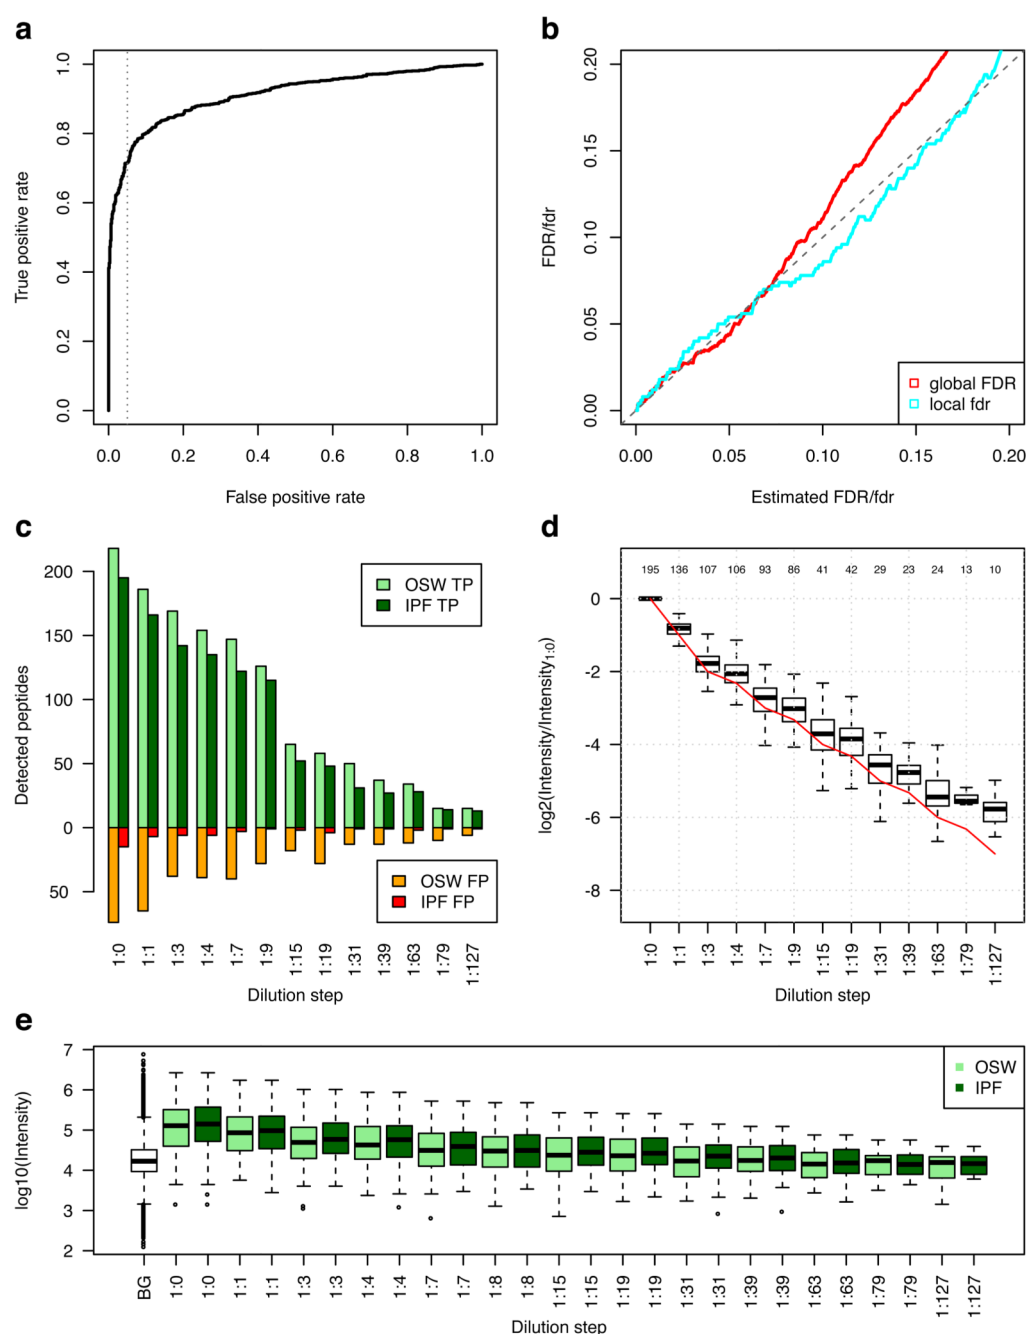 a
1.0
0.8
0.6
0.4
0.2
0.0
True positive rate
0.0 0.2 0.4 0.6 0.8 1.0
False positive rate
b
0.20
0.15
0.10
0.05
0.00
FDR/fdr
global FDR
local fdr
0.00 0.05 0.10 0.15 0.20
Estimated FDR/fdr
c
200
150
100
50
0
50
Detected peptides
OSW TP
IPF TP
OSW FP
IPF FP
1:0 1:1 1:3 1:4 1:7 1:9 1:15 1:19 1:31 1:39 1:63 1:79 1:127
Dilution step
d
195 136 107 106 93 86 41 42 29 23 24 13 10
0
-2
-4
-6
-8
log2(Intensity/Intensity1:0)
1:0 1:1 1:3 1:4 1:7 1:9 1:15 1:19 1:31 1:39 1:63 1:79 1:127
Dilution step
e
7
6
5
4
3
2
log10(Intensity)
OSW
IPF
BG 1:0 1:0 1:1 1:1 1:3 1:3 1:4 1:4 1:7 1:7 1:8 1:8 1:15 1:15 1:19 1:19 1:31 1:31 1:39 1:39 1:63 1:63 1:79 1:79 1:127 1:127
Dilution step